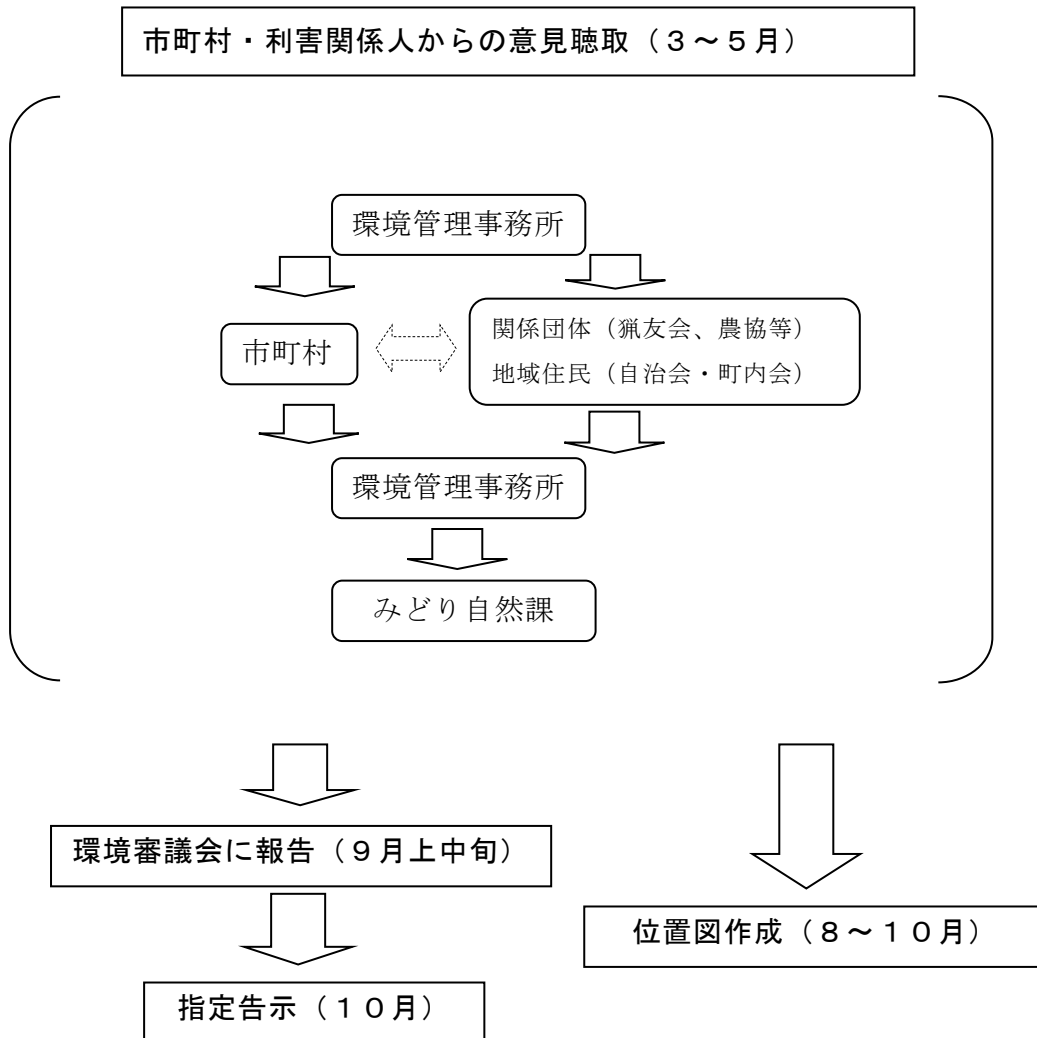 市町村・利害関係人からの意見聴取（３～５月）
環境管理事務所
市町村
関係団体（猟友会、農協等）
地域住民（自治会・町内会）
環境管理事務所
みどり自然課
環境審議会に報告（９月上中旬）
位置図作成（８～１０月）
指定告示（１０月）